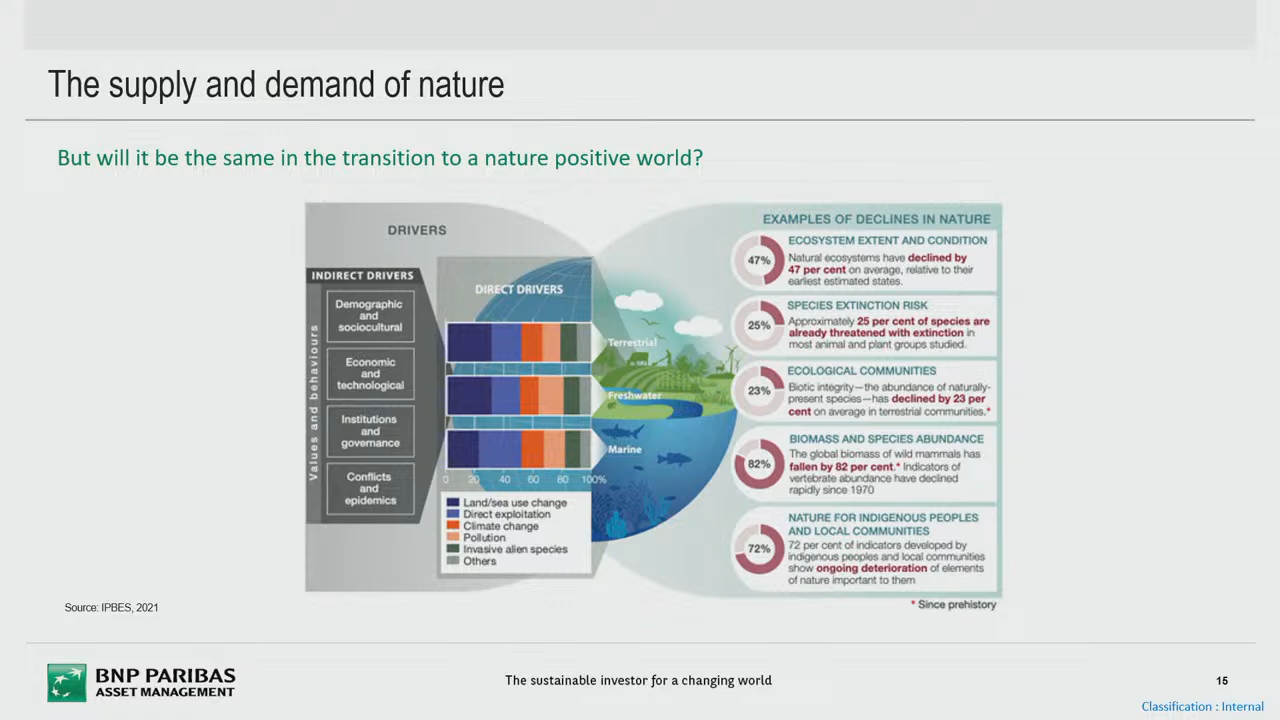 The supply and demand of nature
But will it be the same in the transition to a nature positive world?
DRIVERS
INDIRECT DRIVERS
Values and behaviours
Demographic
and
sociocultural
Economic
and
technological
Institutions
and
governance
Conflicts
and
epidemics
DIRECT DRIVERS
Terrestrial
Freshwater
Marine
0 20 40 60 80 100%
Land/sea use change
Direct exploitation
Climate change
Pollution
Invasive alien species
Others
EXAMPLES OF DECLINES IN NATURE
47%
ECOSYSTEM EXTENT AND CONDITION
Natural ecosystems have declined by
47 per cent on average, relative to their
earliest estimated states.
25%
SPECIES EXTINCTION RISK
Approximately 25 per cent of species are
already threatened with extinction in
most animal and plant groups studied.
23%
ECOLOGICAL COMMUNITIES
Biotic integrity—the abundance of naturally-
present species—has declined by 23 per
cent on average in terrestrial communities.*
82%
BIOMASS AND SPECIES ABUNDANCE
The global biomass of wild mammals has
fallen by 82 per cent.* Indicators of
vertebrate abundance have declined
rapidly since 1970
72%
NATURE FOR INDIGENOUS PEOPLES
AND LOCAL COMMUNITIES
72 per cent of indicators developed by
indigenous peoples and local communities
show ongoing deterioration of elements
of nature important to them
* Since prehistory
Source: IPBES, 2021
BNP PARIBAS
ASSET MANAGEMENT
The sustainable investor for a changing world
15
Classification : Internal